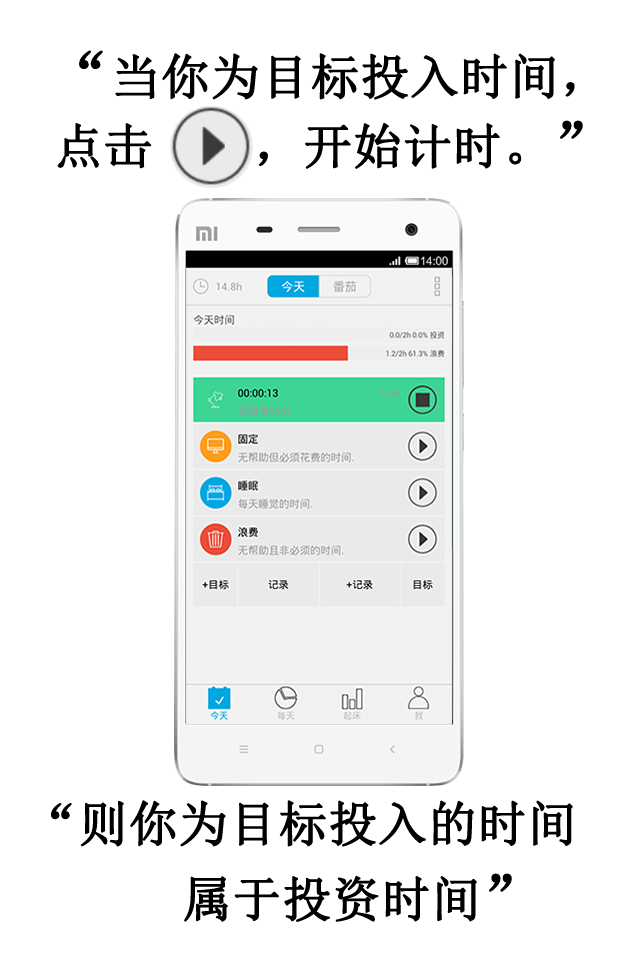 “当你为目标投入时间，
点击 ，开始计时。”
MI
14:00
14.8h 今天 番茄
今天时间
0.0/2h 0.0% 投资
1.2/2h 61.3% 浪费
00:00:13
固定
无帮助但必须花费的时间.
睡眠
每天睡觉的时间.
浪费
无帮助且非必须的时间.
+目标 记录 +记录 目标
今天 每天 起床 我
“则你为目标投入的时间
属于投资时间”